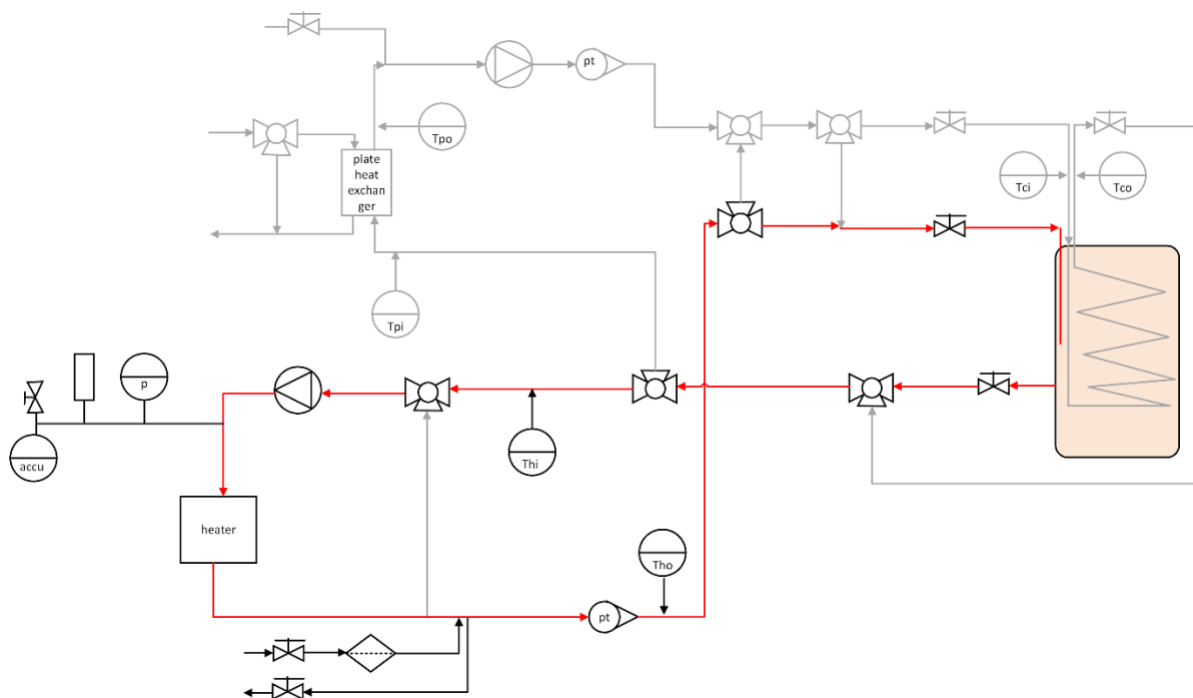 pt
Tpo
plate
heat
exchan
ger
Tci
Tco
Tpi
p
accu
Thi
heater
Tho
pt